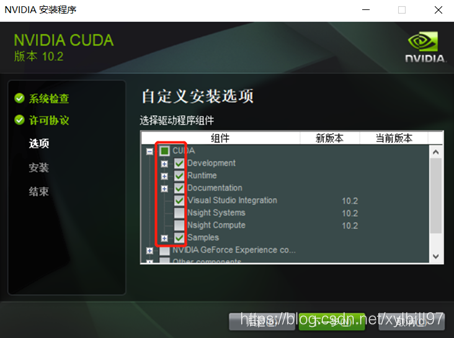 NVIDIA 安装程序
NVIDIA CUDA
版本 10.2
NVIDIA
系统检查
许可协议
选项
安装
结束
自定义安装选项
选择驱动程序组件
组件 新版本 当前版本
CUDA
Development
Runtime
Documentation
Visual Studio Integration 10.2
Nsight Systems 10.2
Nsight Compute 10.2
Samples
NVIDIA GeForce Experience co...
Other components
https://blog.csdn.net/xylbill97